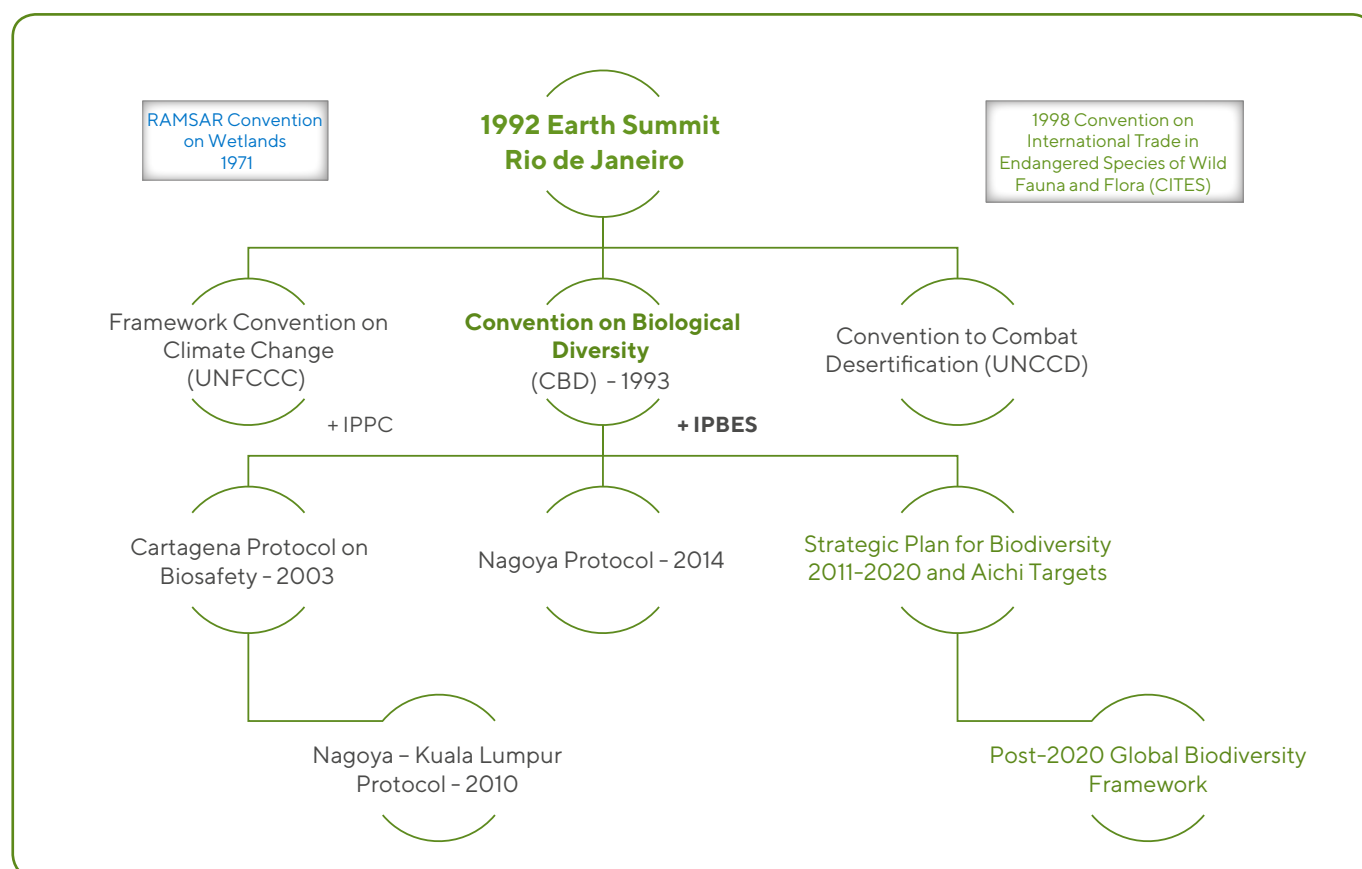 RAMSAR Convention
on Wetlands
1971
1992 Earth Summit
Rio de Janeiro
1998 Convention on
International Trade in
Endangered Species of Wild
Fauna and Flora (CITES)
Framework Convention on
Climate Change
(UNFCCC)
+ IPPC
Convention on Biological
Diversity
(CBD) - 1993
+ IPBES
Convention to Combat
Desertification (UNCCD)
Cartagena Protocol on
Biosafety - 2003
Nagoya Protocol - 2014
Strategic Plan for Biodiversity
2011-2020 and Aichi Targets
Nagoya – Kuala Lumpur
Protocol - 2010
Post-2020 Global Biodiversity
Framework